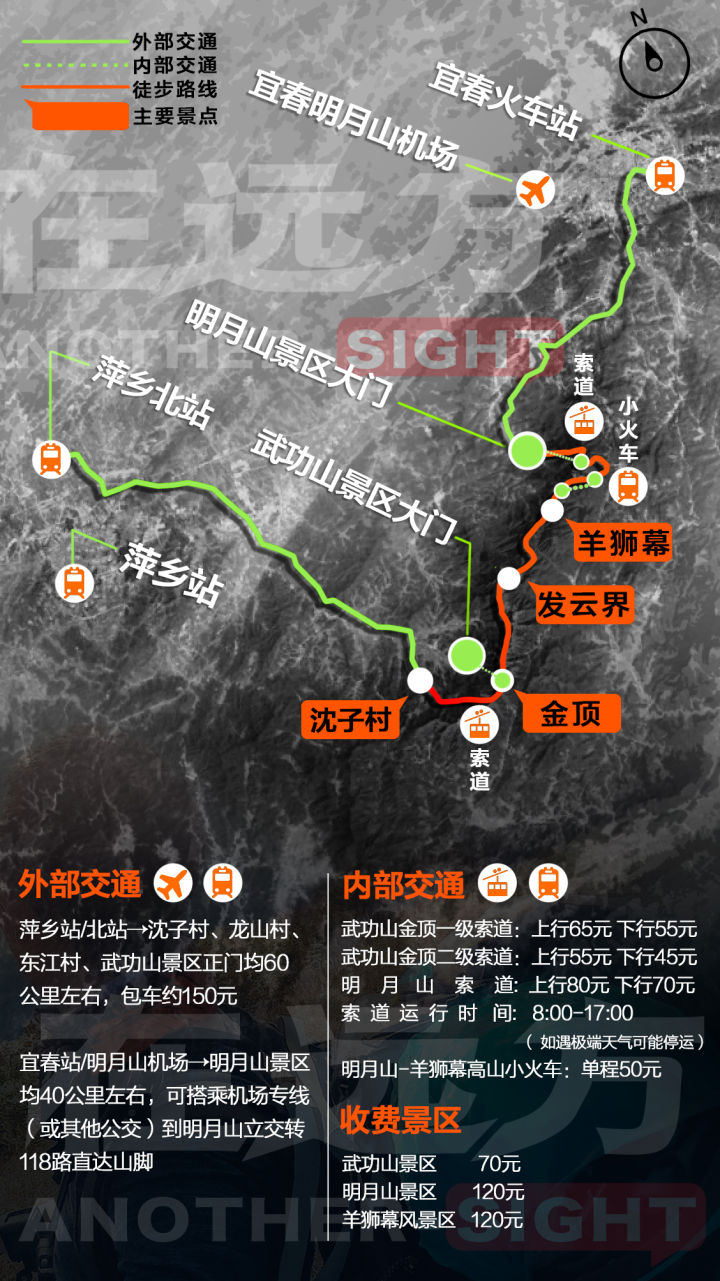 N
外部交通
内部交通
徒步路线
主要景点
宜春火车站
宜春明月山机场
在远方
ANOTHER SIGHT
明月山景区大门
索道
小火车
萍乡北站
武功山景区大门
羊狮幕
萍乡站
发云界
沈子村
金顶
索道
外部交通
萍乡站/北站→沈子村、龙山村、
东江村、武功山景区正门均60
公里左右，包车约150元
宜春站/明月山机场→明月山景区
均40公里左右，可搭乘机场专线
（或其他公交）到明月山立交转
118路直达山脚
内部交通
武功山金顶一级索道：上行65元 下行55元
武功山金顶二级索道：上行55元 下行45元
明月山索道：上行80元 下行70元
索道运行时间：8:00-17:00
（如遇极端天气可能停运）
明月山-羊狮幕高山小火车：单程50元
收费景区
武功山景区 70元
明月山景区 120元
羊狮幕风景区 120元
在远方
ANOTHER SIGHT